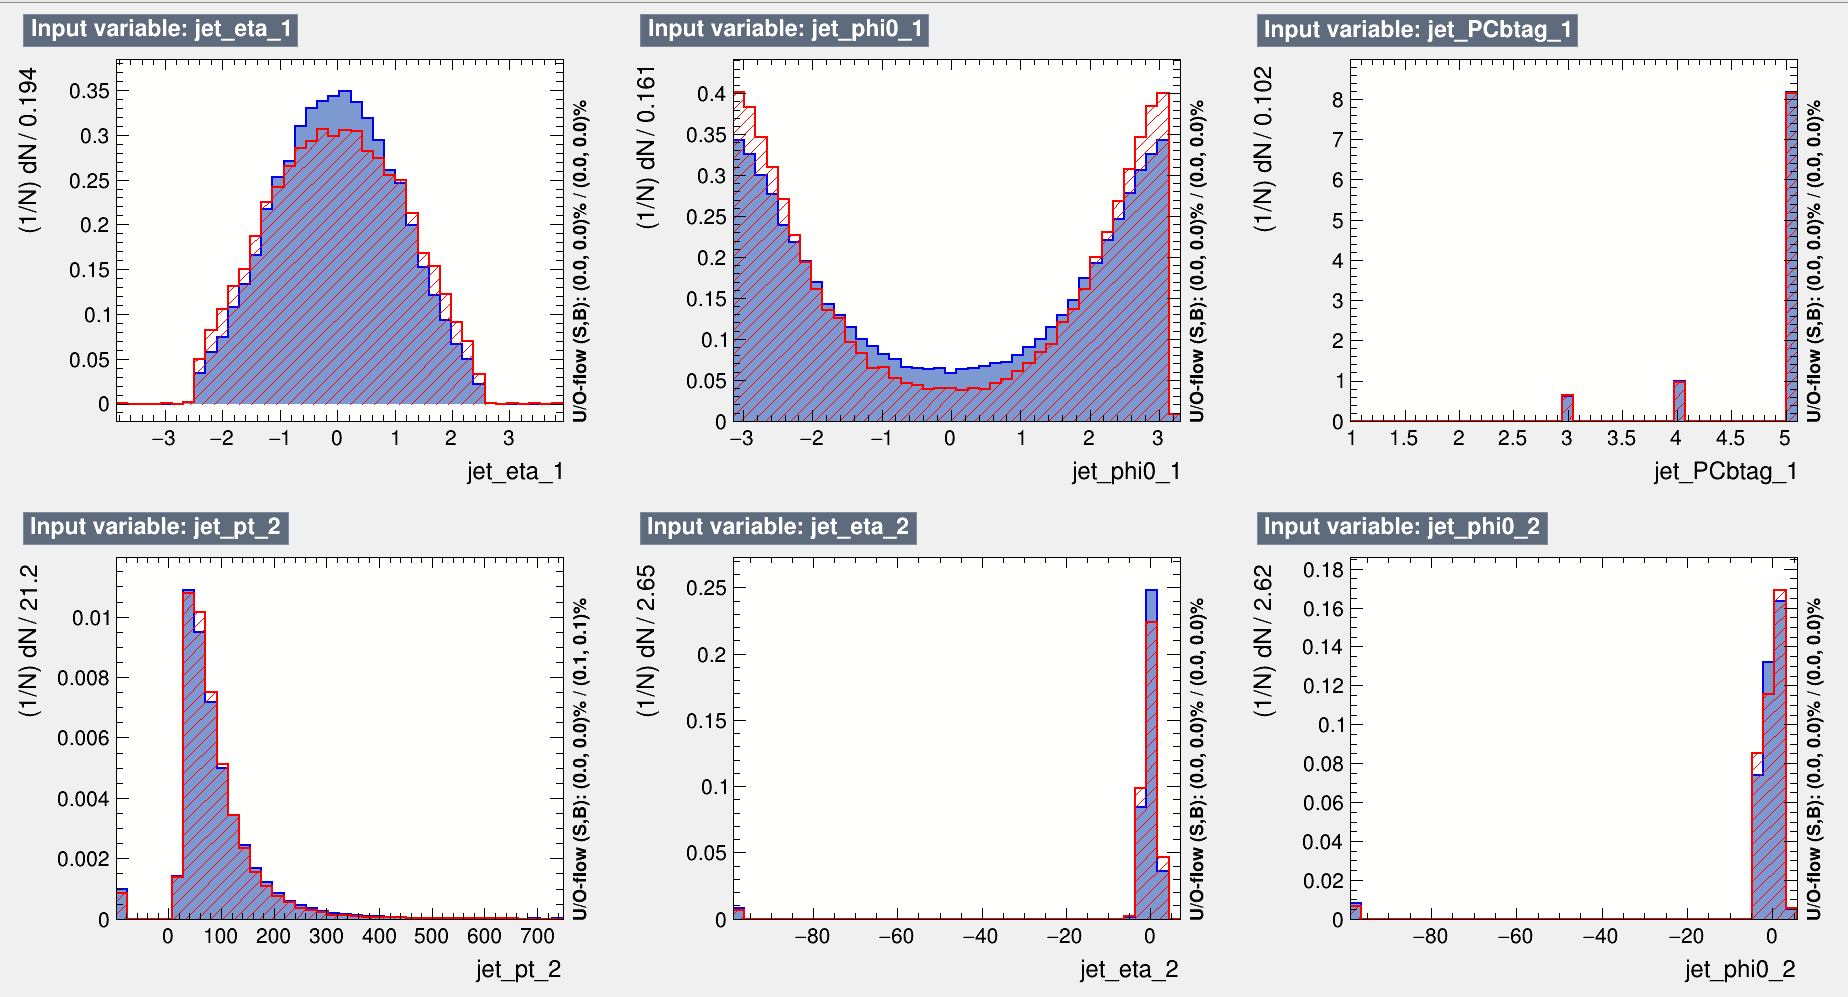 Input variable: jet_eta_1
(1/N) dN / 0.194
0.35
0.3
0.25
0.2
0.15
0.1
0.05
0
−3 −2 −1 0 1 2 3
jet_eta_1
U/O-flow (S,B): (0.0, 0.0)% / (0.0, 0.0)%
Input variable: jet_phi0_1
(1/N) dN / 0.161
0.4
0.35
0.3
0.25
0.2
0.15
0.1
0.05
0
−3 −2 −1 0 1 2 3
jet_phi0_1
U/O-flow (S,B): (0.0, 0.0)% / (0.0, 0.0)%
Input variable: jet_PCbtag_1
(1/N) dN / 0.102
8
7
6
5
4
3
2
1
0
1 1.5 2 2.5 3 3.5 4 4.5 5
jet_PCbtag_1
U/O-flow (S,B): (0.0, 0.0)% / (0.0, 0.0)%
Input variable: jet_pt_2
(1/N) dN / 21.2
0.01
0.008
0.006
0.004
0.002
0
0 100 200 300 400 500 600 700
jet_pt_2
U/O-flow (S,B): (0.0, 0.0)% / (0.1, 0.1)%
Input variable: jet_eta_2
(1/N) dN / 2.65
0.25
0.2
0.15
0.1
0.05
0
−80 −60 −40 −20 0
jet_eta_2
U/O-flow (S,B): (0.0, 0.0)% / (0.0, 0.0)%
Input variable: jet_phi0_2
(1/N) dN / 2.62
0.18
0.16
0.14
0.12
0.1
0.08
0.06
0.04
0.02
0
−80 −60 −40 −20 0
jet_phi0_2
U/O-flow (S,B): (0.0, 0.0)% / (0.0, 0.0)%